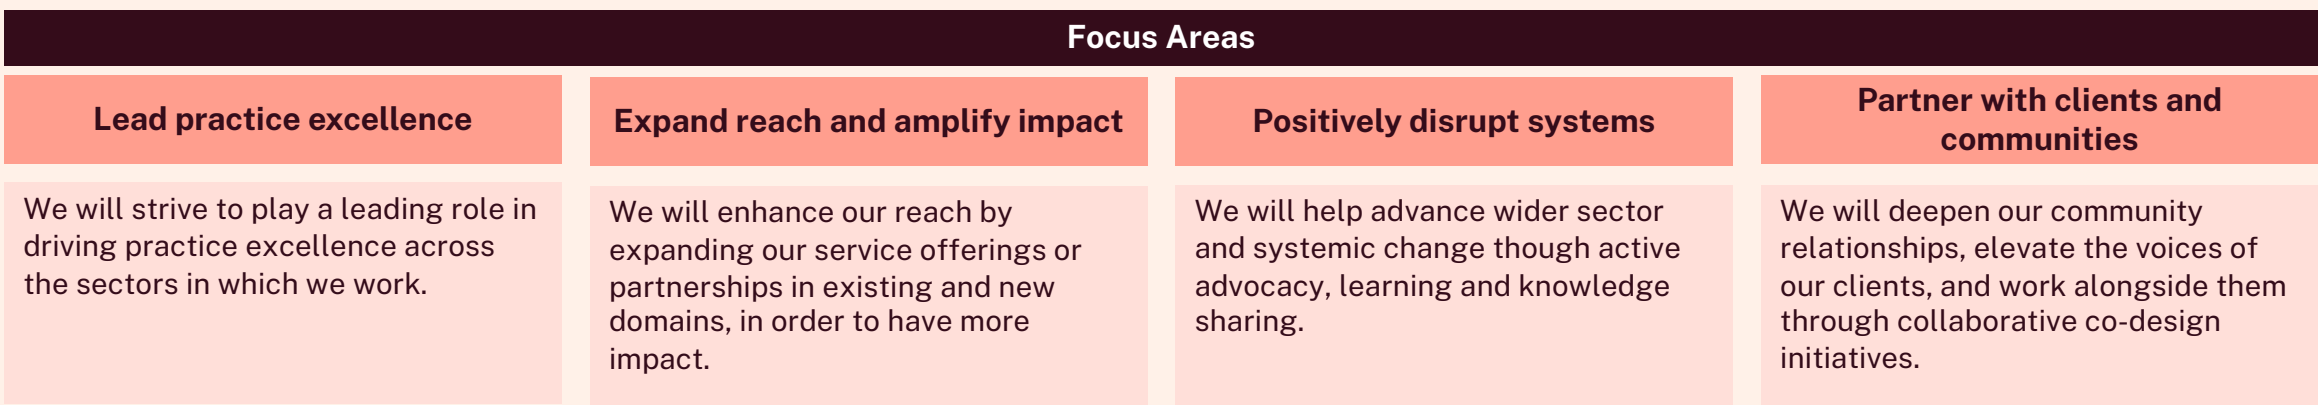 Focus Areas
Lead practice excellence
We will strive to play a leading role in
driving practice excellence across
the sectors in which we work.
Expand reach and amplify impact
We will enhance our reach by
expanding our service offerings or
partnerships in existing and new
domains, in order to have more
impact.
Positively disrupt systems
We will help advance wider sector
and systemic change though active
advocacy, learning and knowledge
sharing.
Partner with clients and
communities
We will deepen our community
relationships, elevate the voices of
our clients, and work alongside them
through collaborative co-design
initiatives.